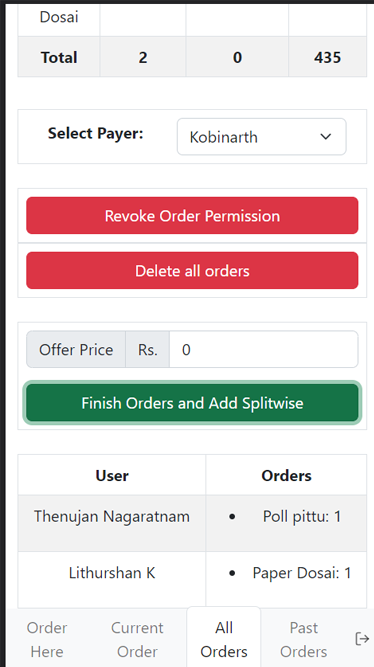 Dosai
Total 2 0 435
Select Payer: Kobinarth
Revoke Order Permission
Delete all orders
Offer Price Rs. 0
Finish Orders and Add Splitwise
User Orders
Thenujan Nagaratnam • Poll pittu: 1
Lithurshan K • Paper Dosai: 1
Order Current All Past
Here Order Orders Orders